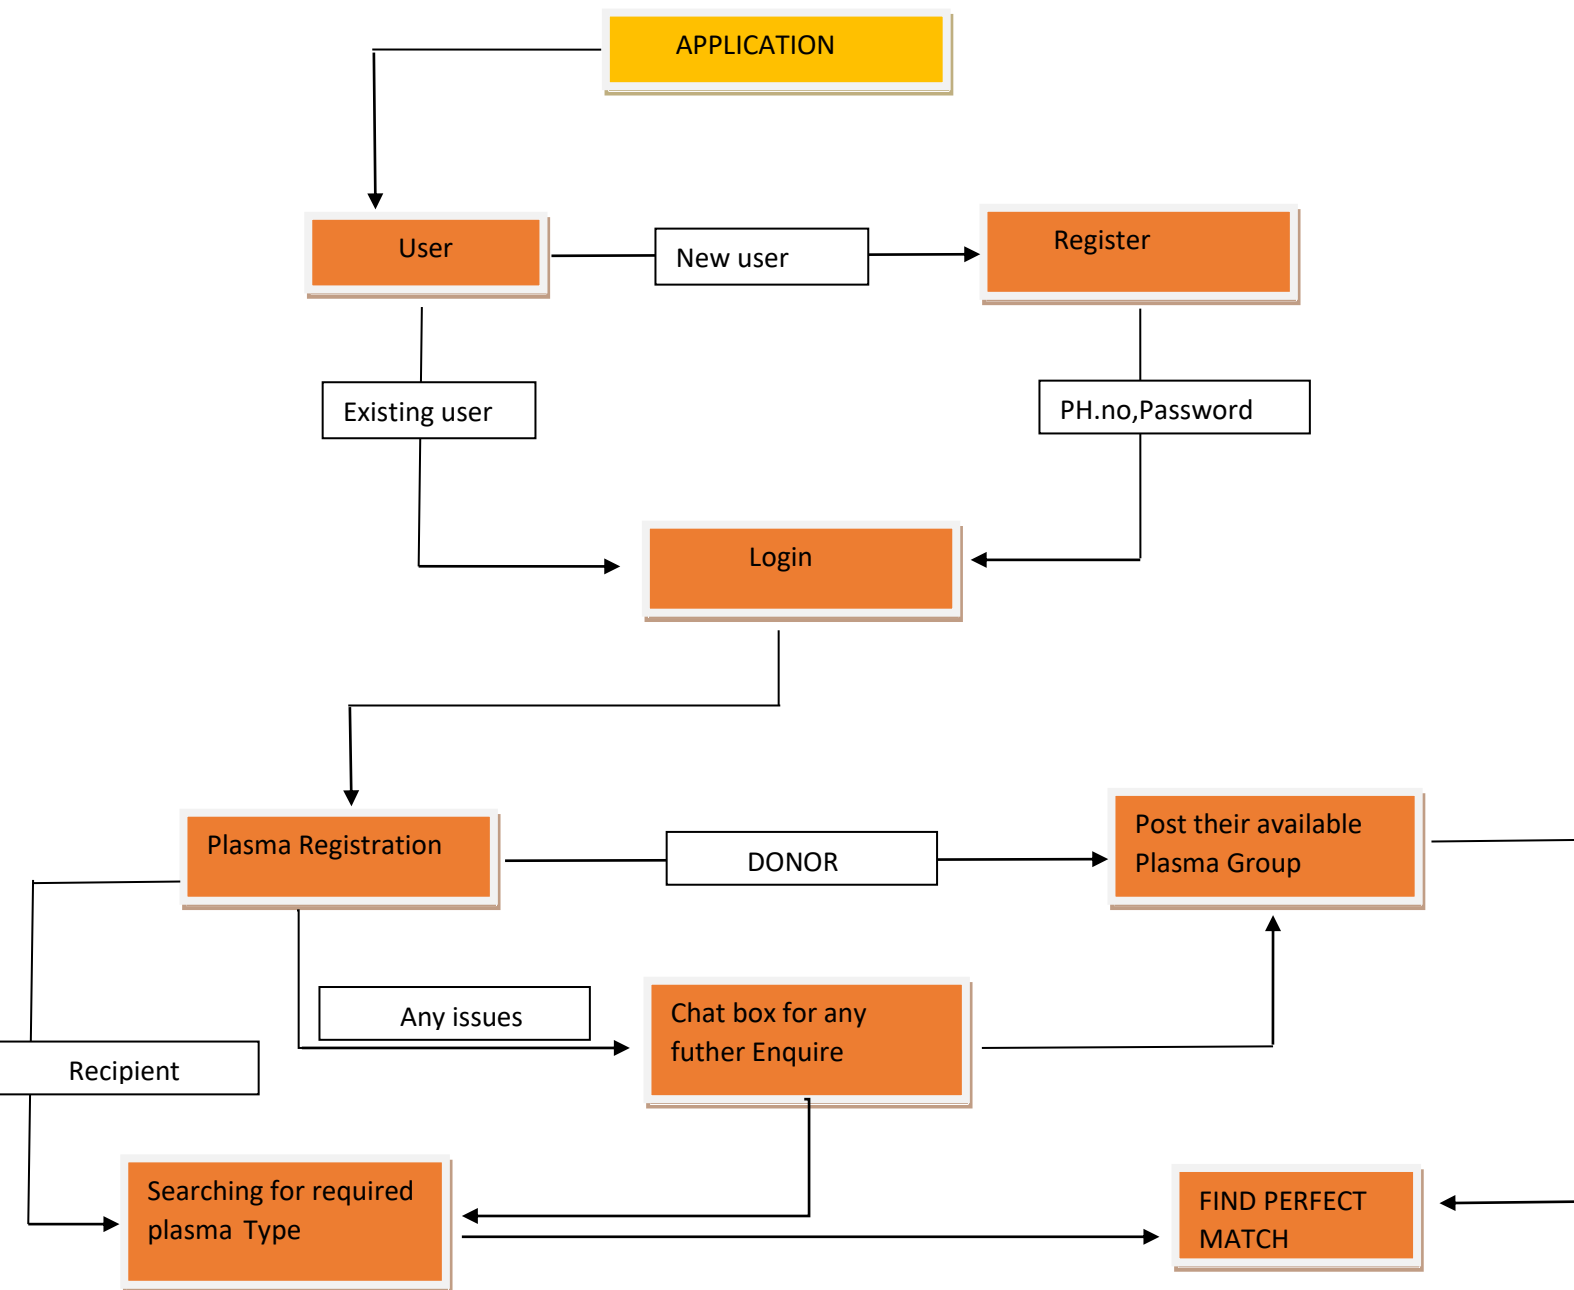 APPLICATION
User
New user
Register
Existing user
PH.no,Password
Login
Plasma Registration
DONOR
Post their available
Plasma Group
Any issues
Chat box for any
futher Enquire
Recipient
Searching for required
plasma Type
FIND PERFECT
MATCH